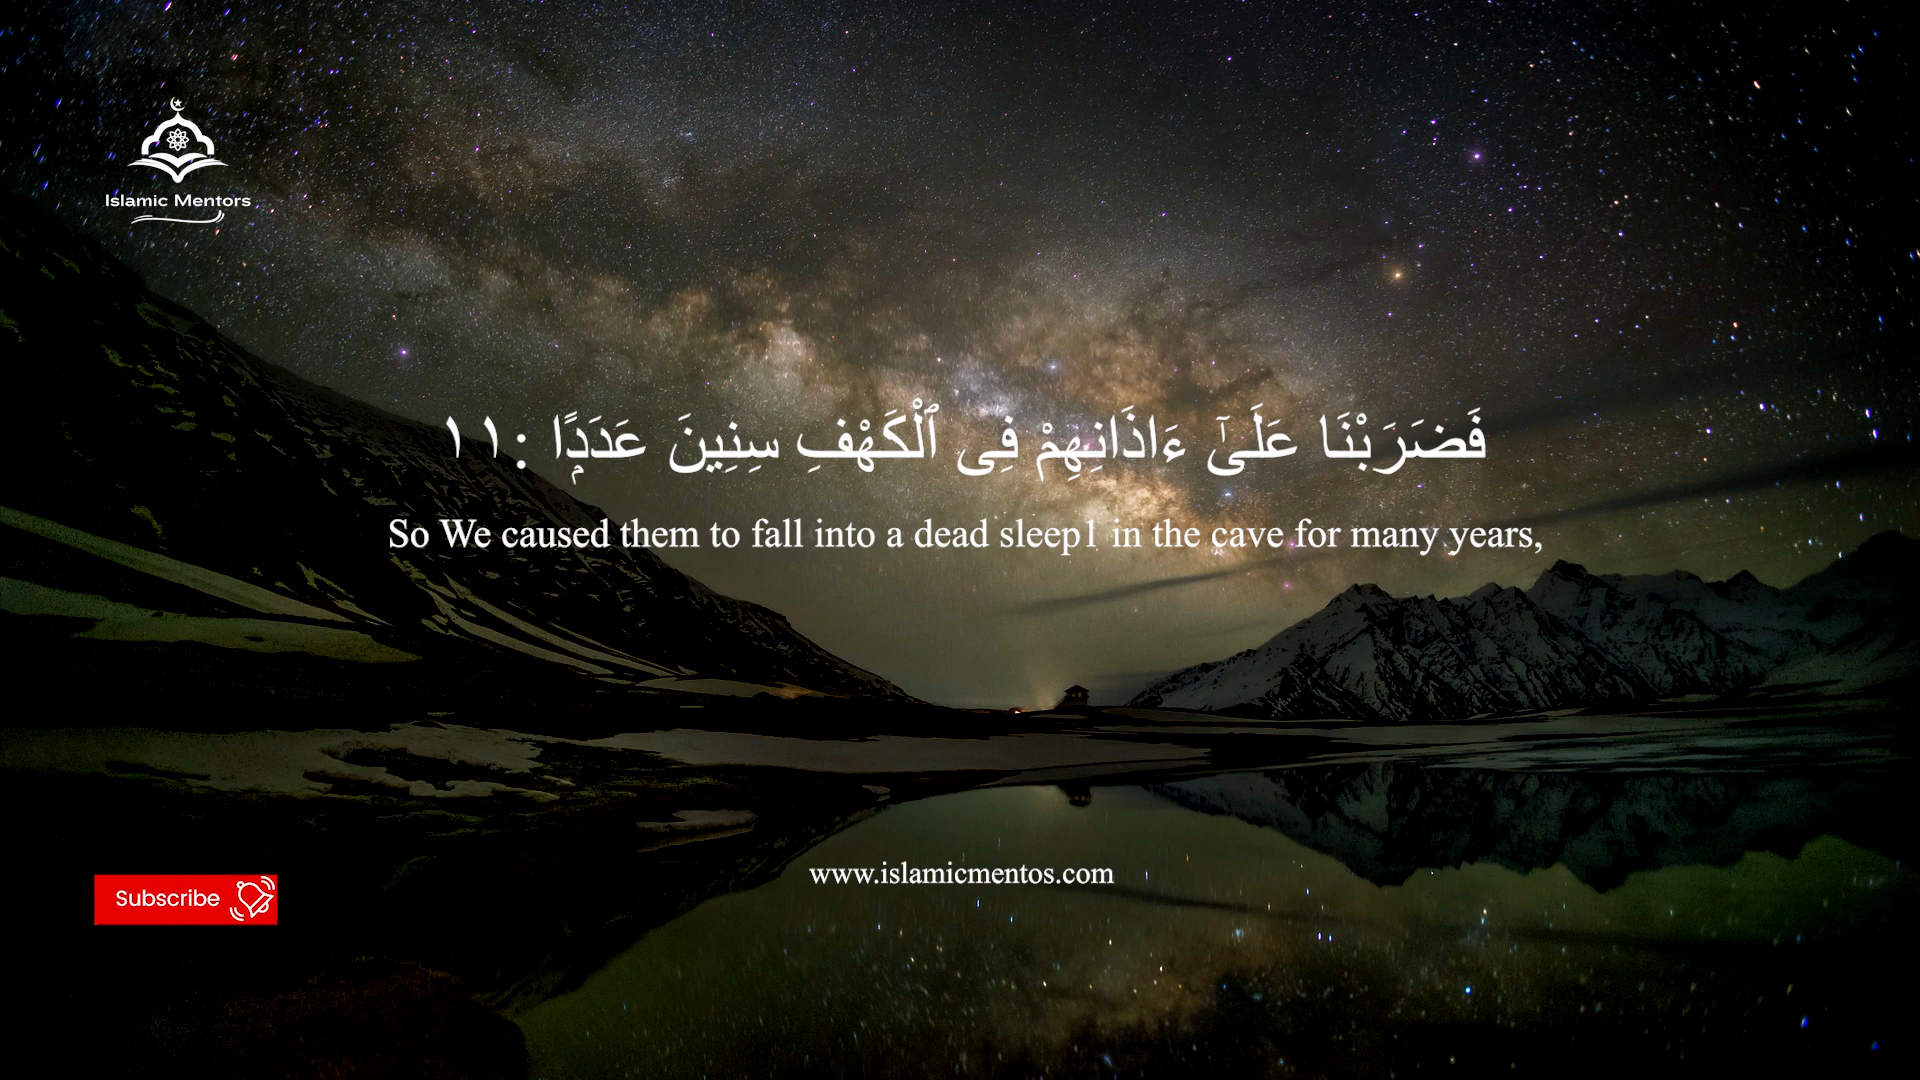 Islamic Mentors
فَضَرَبْنَا عَلَىٰٓ ءَاذَانِهِمْ فِى ٱلْكَهْفِ سِنِينَ عَدَدًۭا :١١
So We caused them to fall into a dead sleep1 in the cave for many years,
www.islamicmentos.com
Subscribe